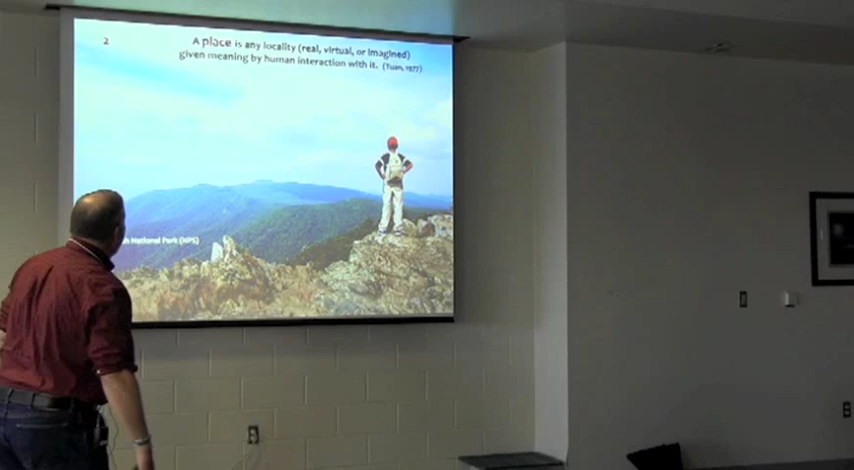 2
A place is any locality (real, virtual, or imagined)
given meaning by human interaction with it. (Tuan, 1977)
National Park (NPS)